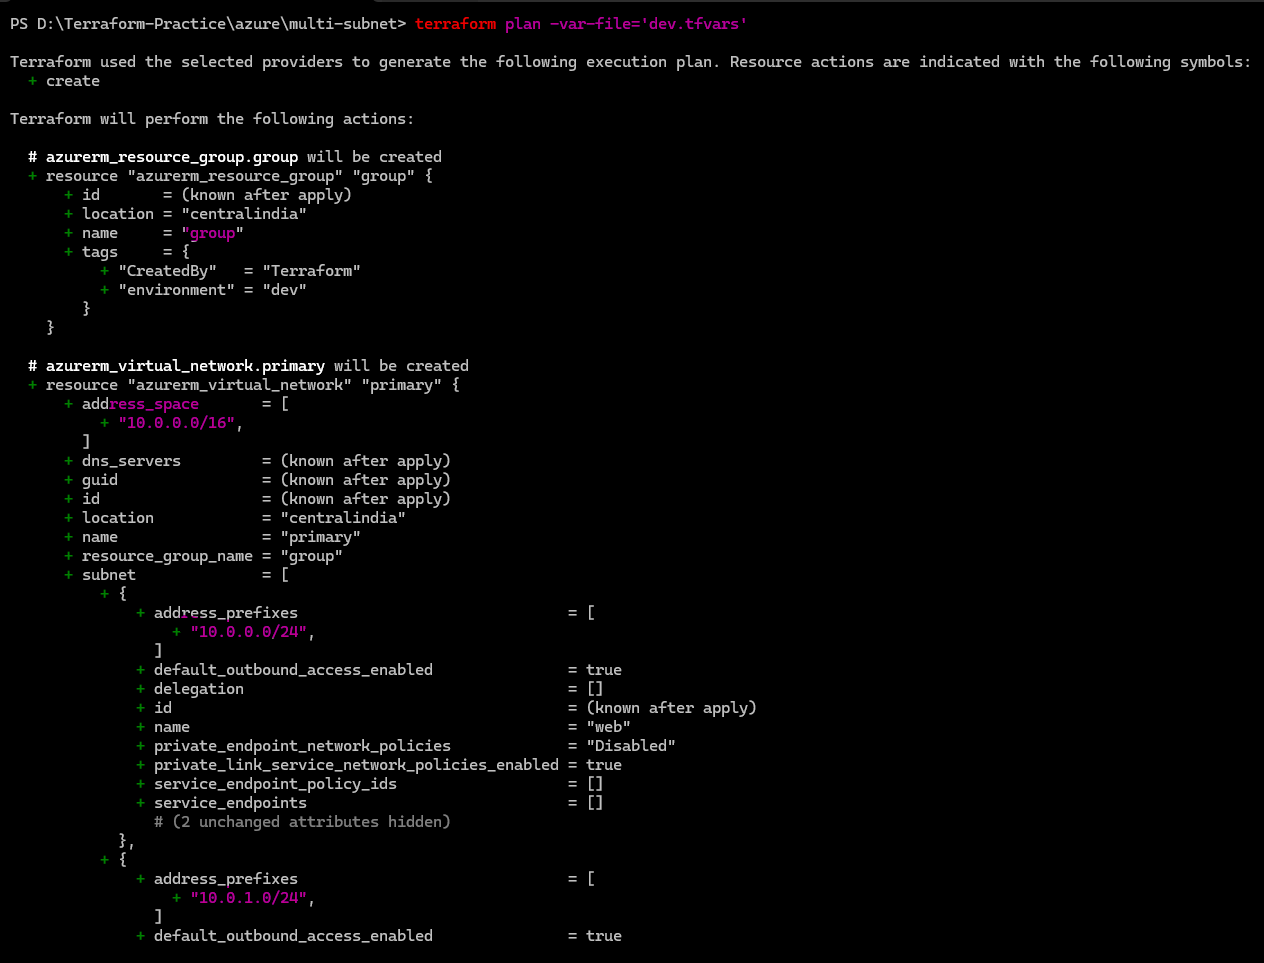 PS D:\Terraform-Practice\azure\multi-subnet> terraform plan -var-file='dev.tfvars'
Terraform used the selected providers to generate the following execution plan. Resource actions are indicated with the following symbols:
  + create
Terraform will perform the following actions:
  # azurerm_resource_group.group will be created
  + resource "azurerm_resource_group" "group" {
      + id       = (known after apply)
      + location = "centralindia"
      + name     = "group"
      + tags     = {
          + "CreatedBy"   = "Terraform"
          + "environment" = "dev"
        }
    }
  # azurerm_virtual_network.primary will be created
  + resource "azurerm_virtual_network" "primary" {
      + address_space       = [
          + "10.0.0.0/16",
        ]
      + dns_servers         = (known after apply)
      + guid                = (known after apply)
      + id                  = (known after apply)
      + location            = "centralindia"
      + name                = "primary"
      + resource_group_name = "group"
      + subnet              = [
          + {
              + address_prefixes                              = [
                  + "10.0.0.0/24",
                ]
              + default_outbound_access_enabled               = true
              + delegation                                    = []
              + id                                            = (known after apply)
              + name                                          = "web"
              + private_endpoint_network_policies             = "Disabled"
              + private_link_service_network_policies_enabled = true
              + service_endpoint_policy_ids                   = []
              + service_endpoints                             = []
                # (2 unchanged attributes hidden)
            },
          + {
              + address_prefixes                              = [
                  + "10.0.1.0/24",
                ]
              + default_outbound_access_enabled               = true